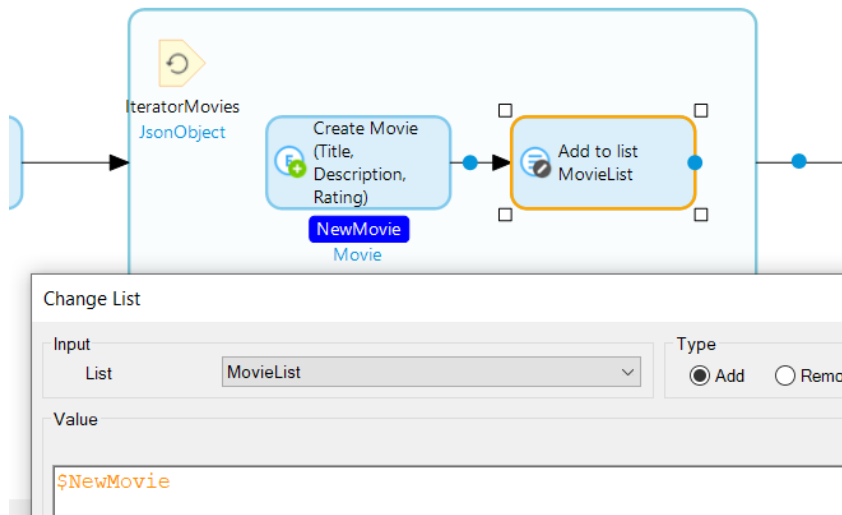 IteratorMovies
JsonObject
Create Movie
(Title,
Description,
Rating)
NewMovie
Movie
Add to list
MovieList
Change List
Input
List
MovieList
Type
Add
Remo
Value
$NewMovie